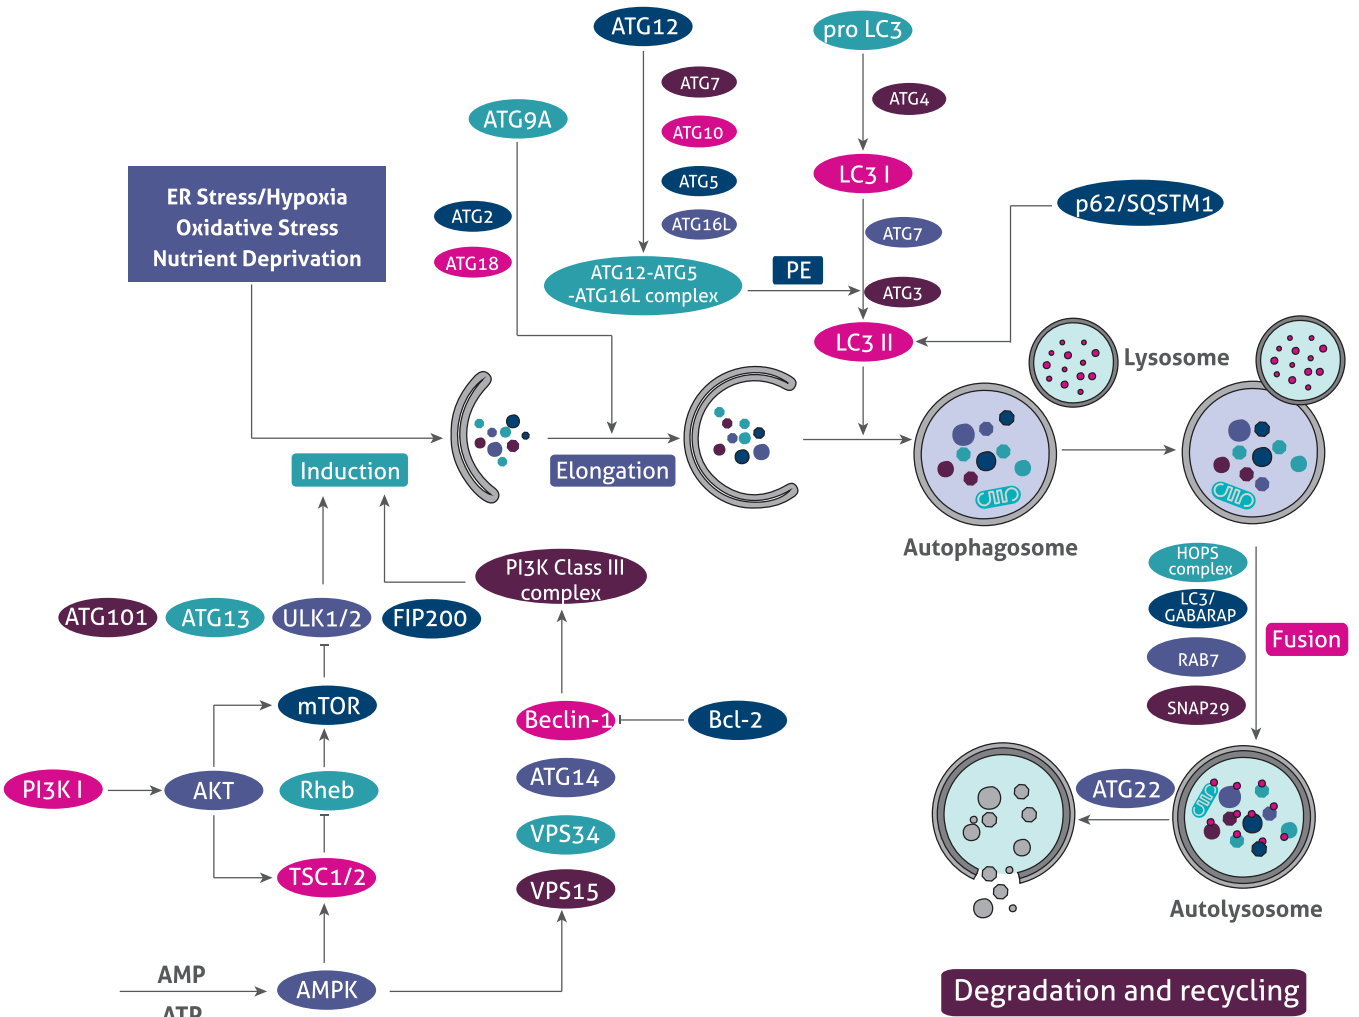 ATG12
pro LC3
ATG7
ATG4
ATG9A
ATG10
LC3 I
ATG5
ER Stress/Hypoxia
Oxidative Stress
Nutrient Deprivation
p62/SQSTM1
ATG2
ATG16L
ATG7
ATG18
ATG12-ATG5
-ATG16L complex
PE
ATG3
LC3 II
Lysosome
Induction
Elongation
Autophagosome
PI3K Class III
complex
HOPS
complex
LC3/
GABARAP
ATG101
ATG13
ULK1/2
FIP200
Fusion
RAB7
SNAP29
mTOR
Beclin-1
Bcl-2
PI3K I
AKT
Rheb
ATG14
ATG22
VPS34
TSC1/2
VPS15
Autolysosome
AMP
AMPK
ATP
Degradation and recycling